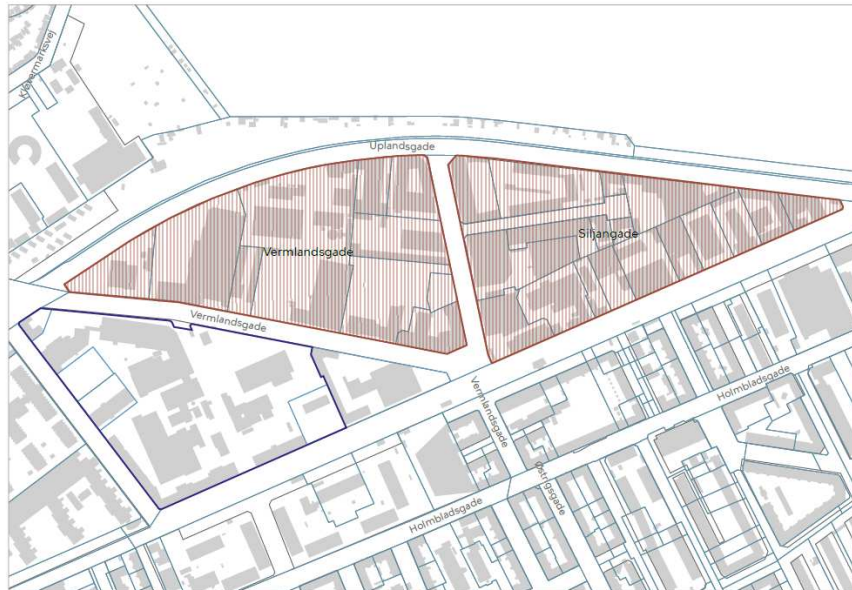 Kløvermarksvej
Uplandsgade
Vermlandsgade
Siljangade
Vermlandsgade
Vermlandsgade
Holmbladsgade
Østrigsgade
Holmbladsgade